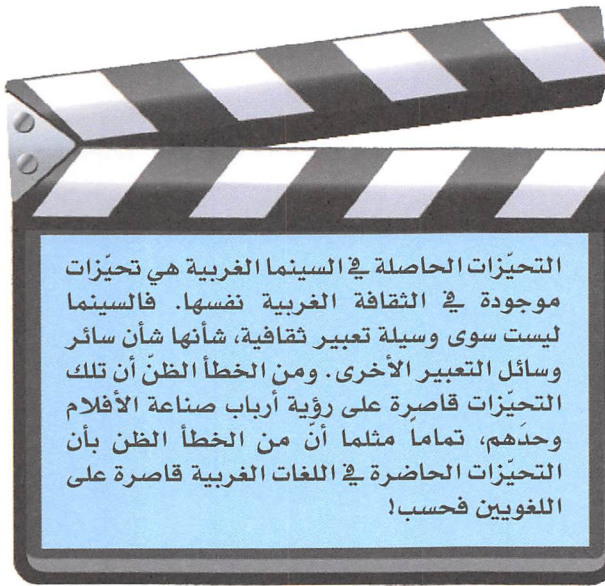 التحيّزات الحاصلة في السينما الغربية هي تحيّزات
موجودة في الثقافة الغربية نفسها. فالسينما
ليست سوى وسيلة تعبير ثقافية، شأنها شأن سائر
وسائل التعبير الأخرى. ومن الخطأ الظنّ أن تلك
التحيّزات قاصرة على رؤية أرباب صناعة الأفلام
وحدَهم، تماماً مثلما أنّ من الخطأ الظن بأن
التحيّزات الحاضرة في اللغات الغربية قاصرة على
اللغويين فحسب!